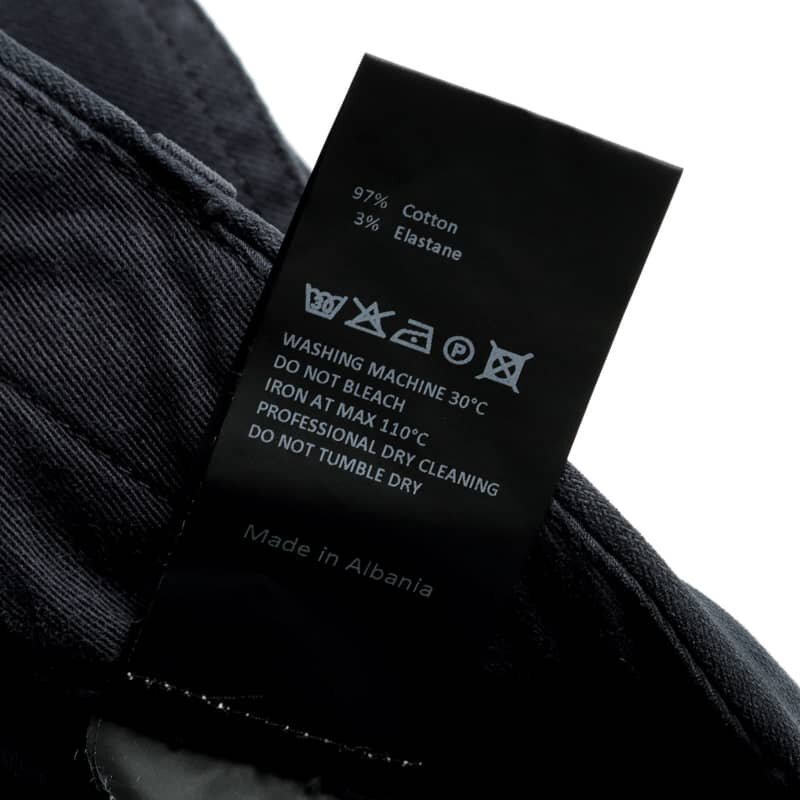 97% Cotton
3% Elastane
30 P
WASHING MACHINE 30°C
DO NOT BLEACH
IRON AT MAX 110°C
PROFESSIONAL DRY CLEANING
DO NOT TUMBLE DRY
Made in Albania